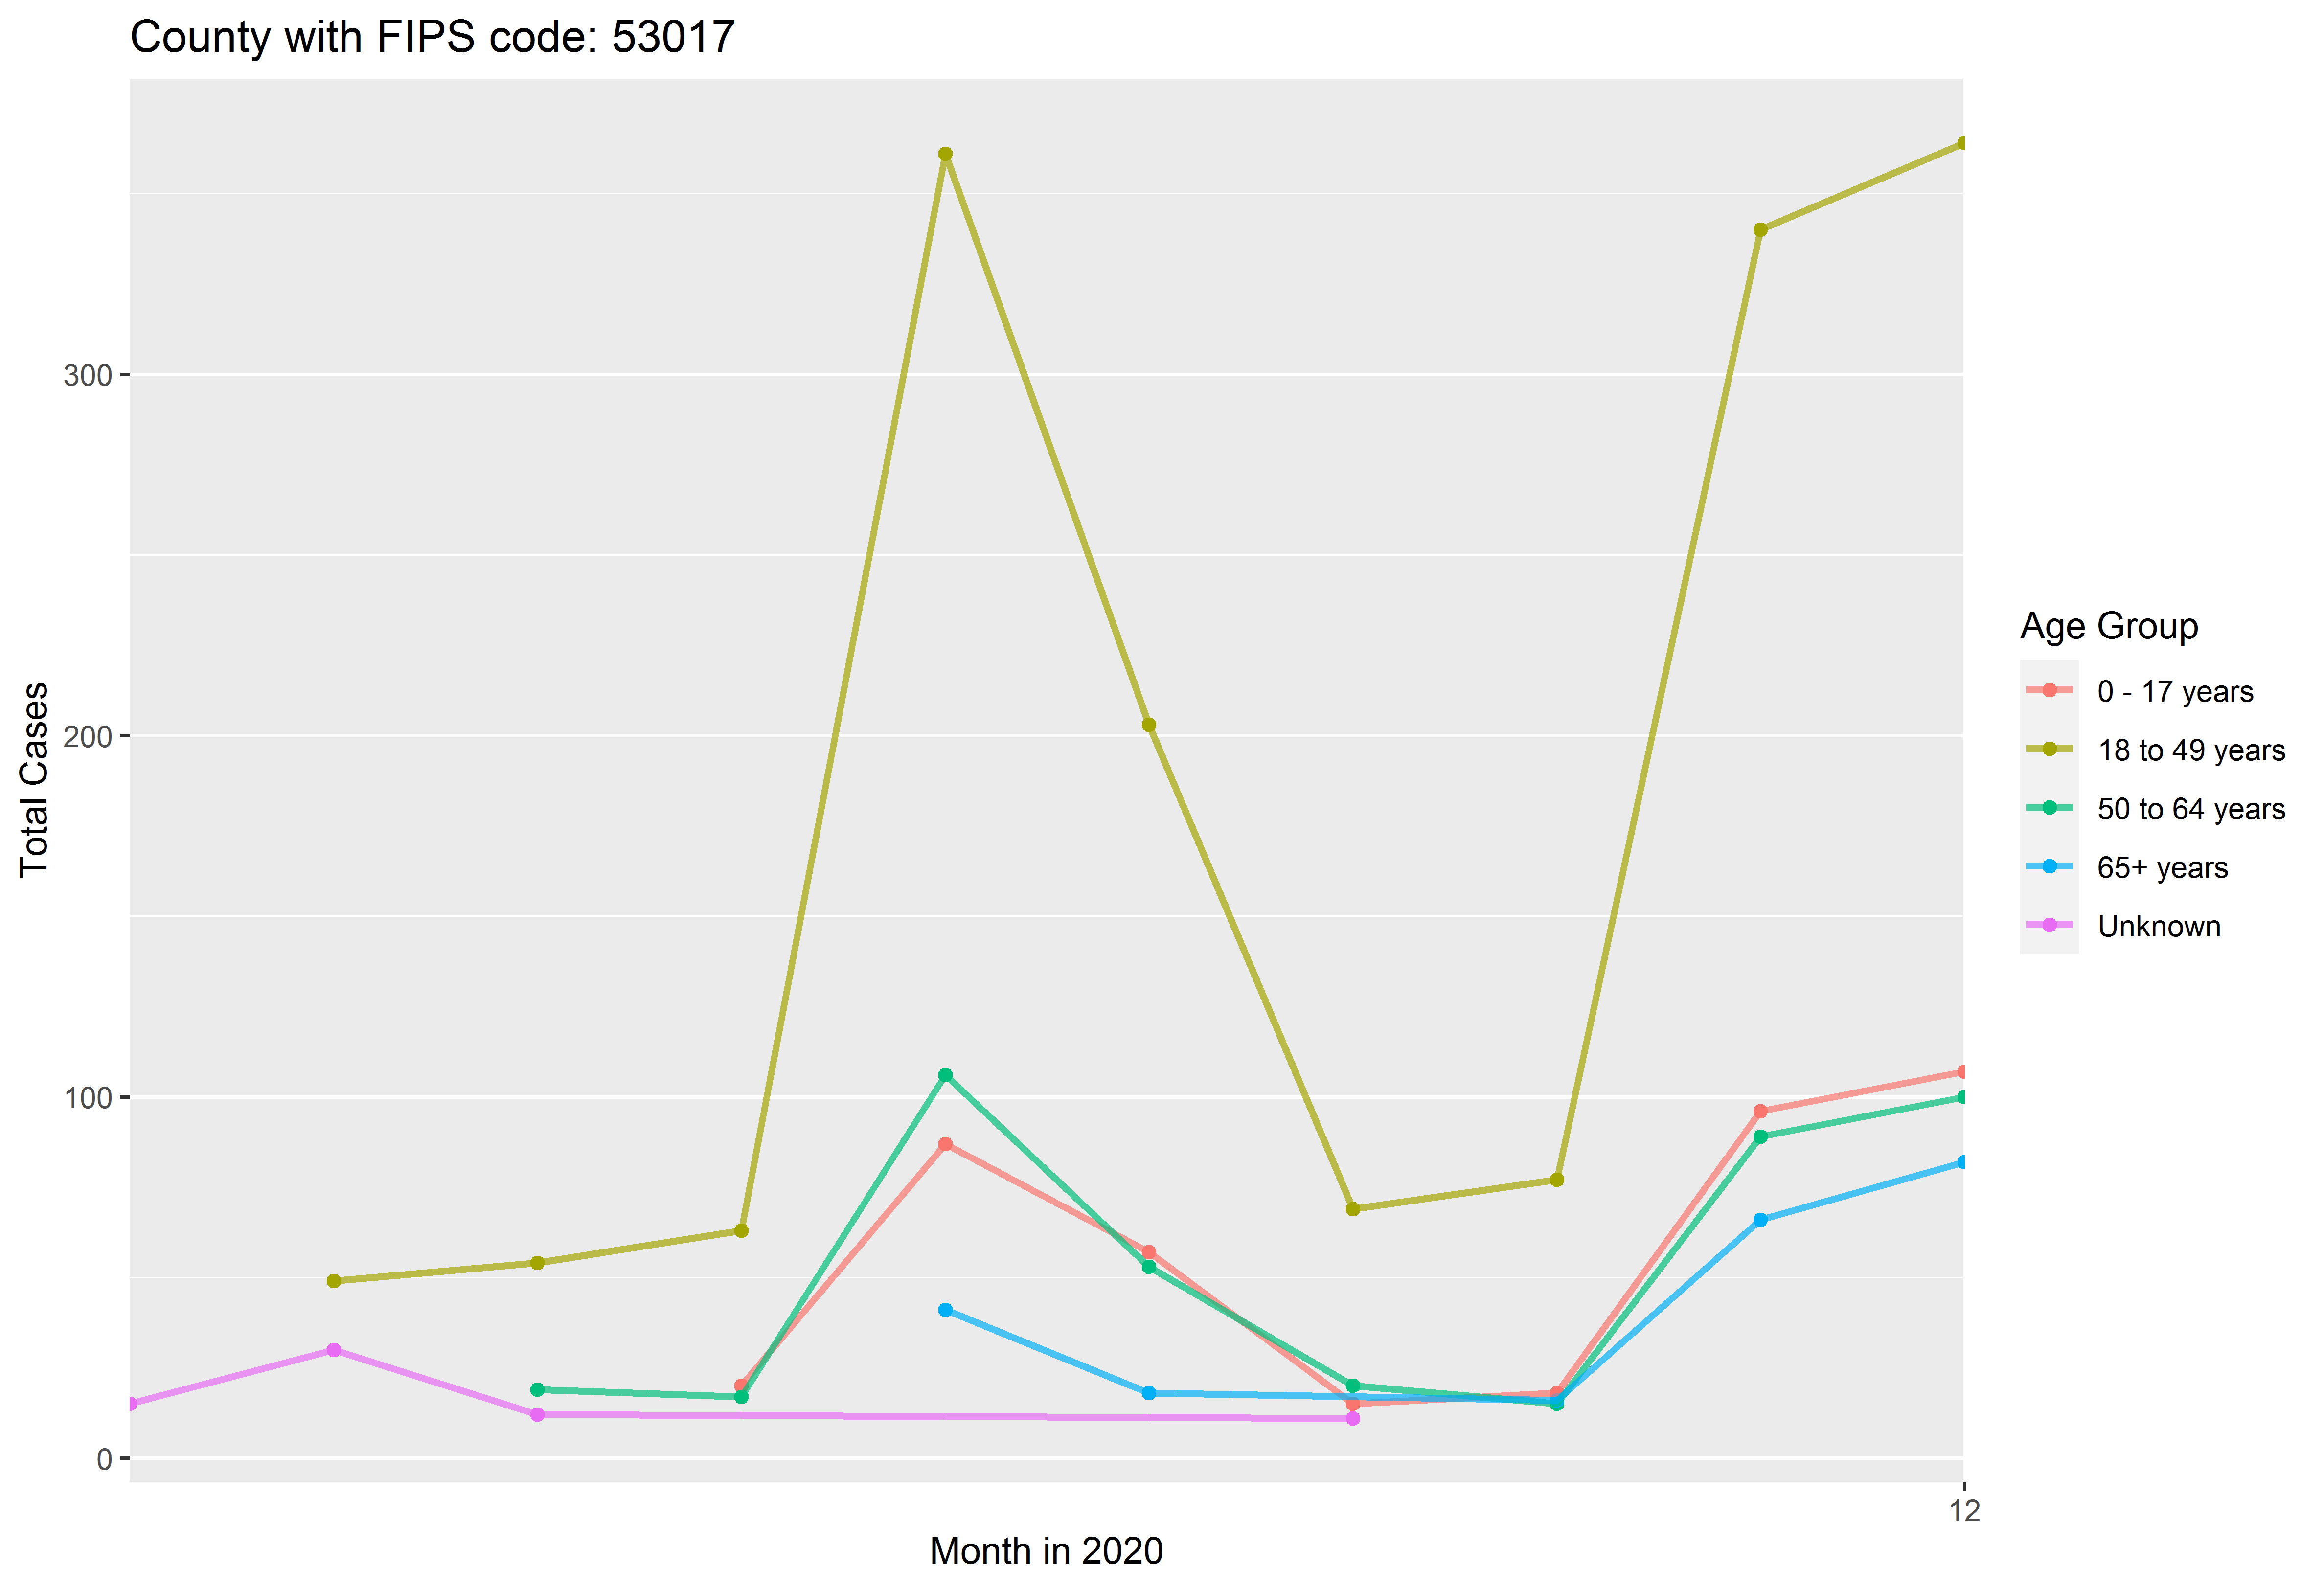 County with FIPS code: 53017
300
200
100
0
Total Cases
12
Month in 2020
Age Group
0 - 17 years
18 to 49 years
50 to 64 years
65+ years
Unknown